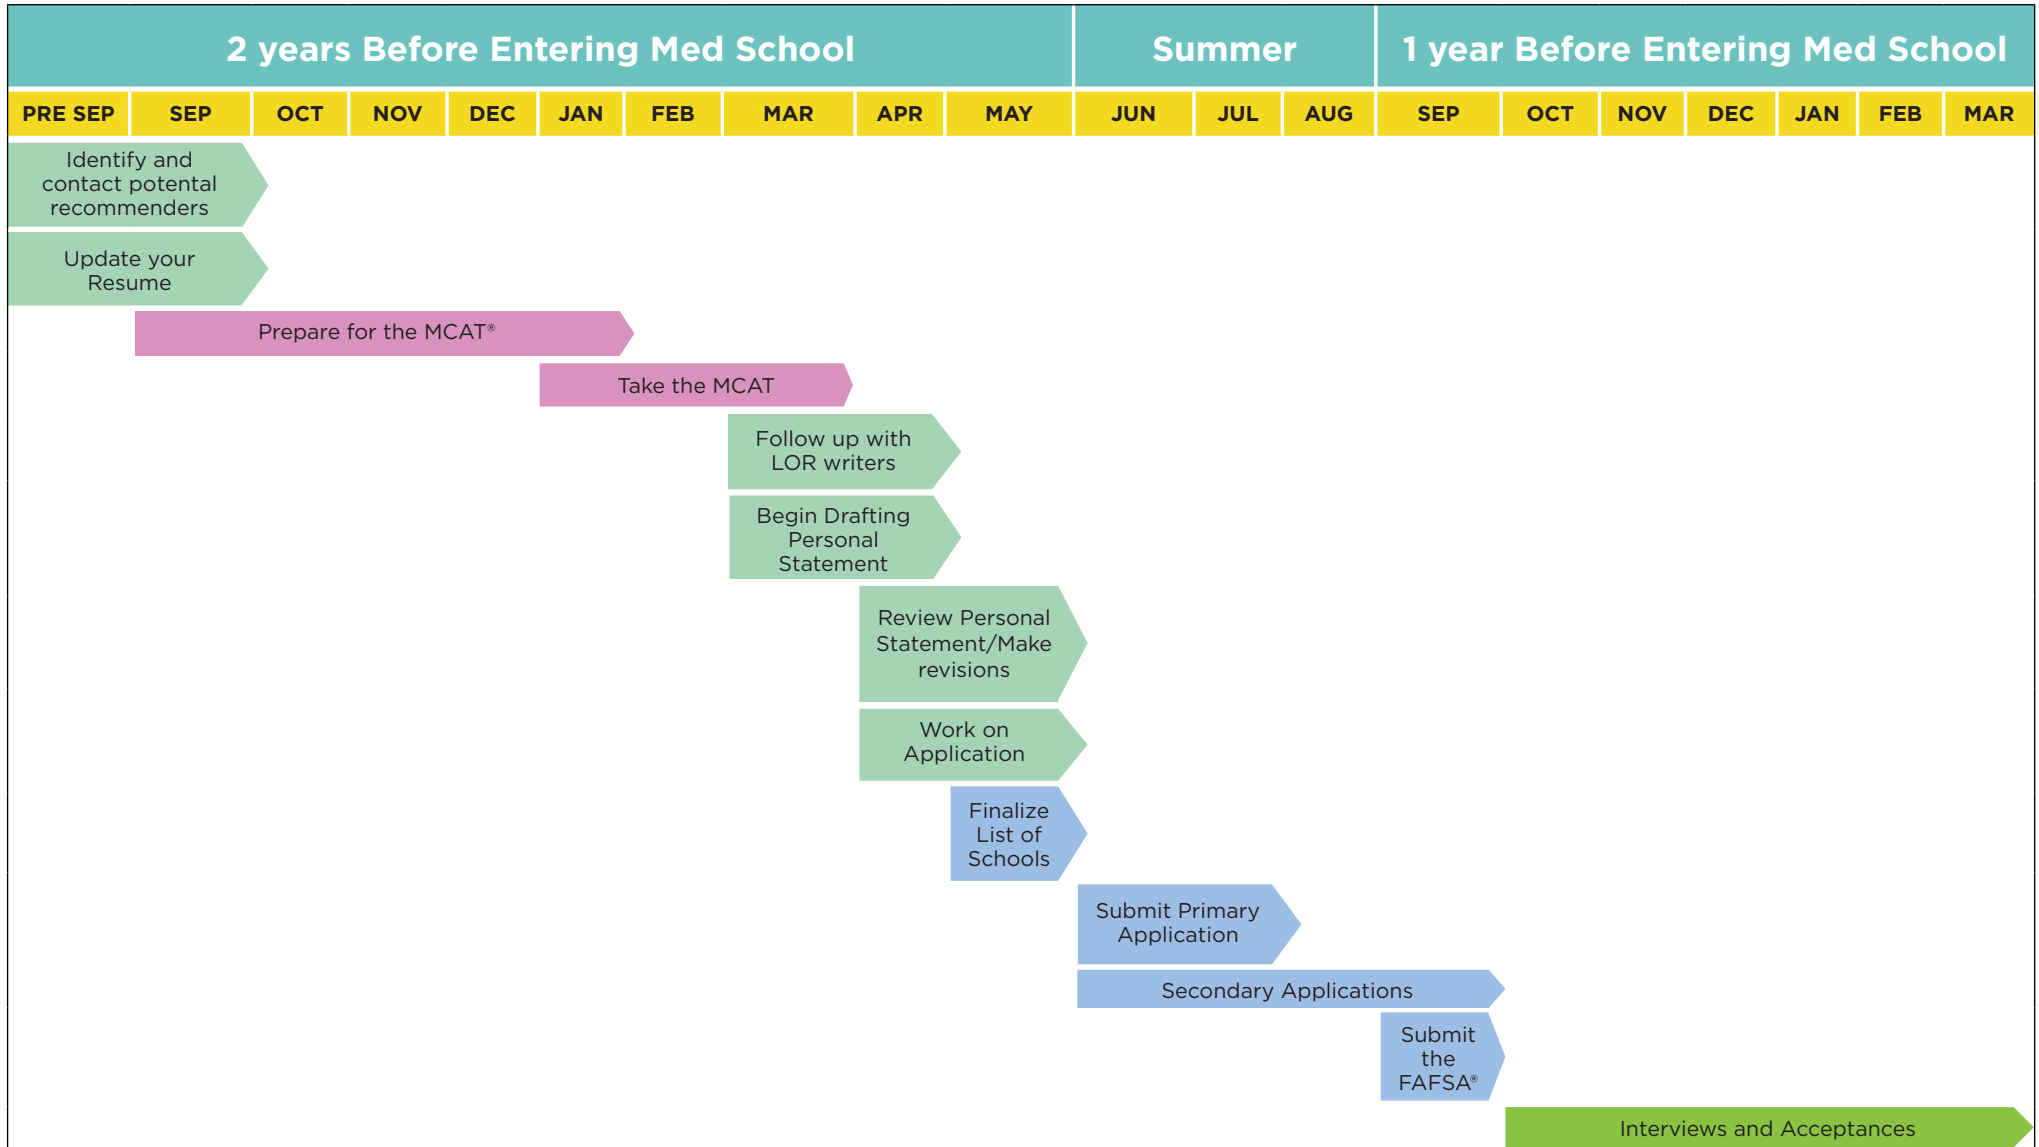 2 years Before Entering Med School
Summer
1 year Before Entering Med School
PRE SEP
SEP
OCT
NOV
DEC
JAN
FEB
MAR
APR
MAY
JUN
JUL
AUG
SEP
OCT
NOV
DEC
JAN
FEB
MAR
Identify and
contact potental
recommenders
Update your
Resume
Prepare for the MCAT®
Take the MCAT
Follow up with
LOR writers
Begin Drafting
Personal
Statement
Review Personal
Statement/Make
revisions
Work on
Application
Finalize
List of
Schools
Submit Primary
Application
Secondary Applications
Submit
the
FAFSA®
Interviews and Acceptances